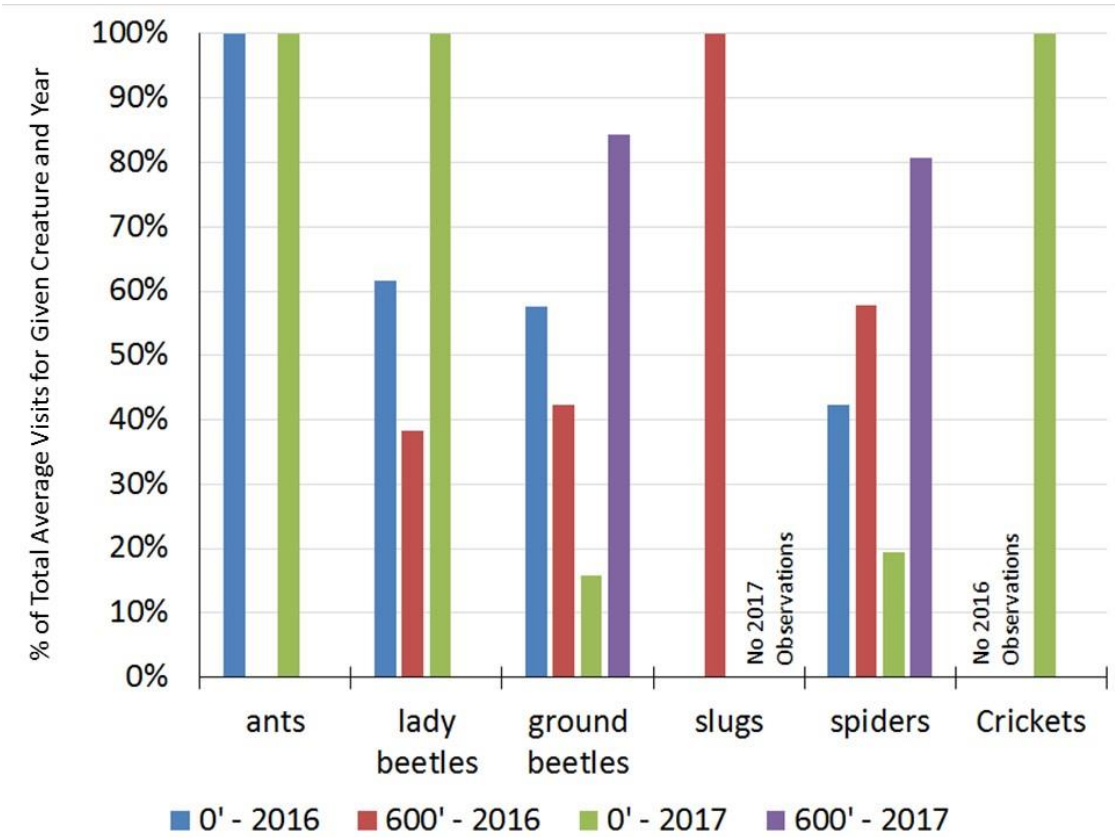 % of Total Average Visits for Given Creature and Year
100%
90%
80%
70%
60%
50%
40%
30%
20%
10%
0%
No 2017
Observations
No 2016
Observations
ants
lady
beetles
ground
beetles
slugs
spiders
Crickets
0' - 2016
600' - 2016
0' - 2017
600' - 2017